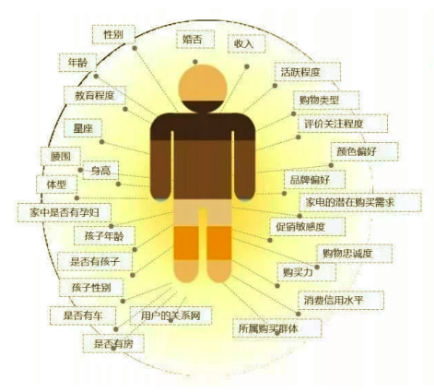 性别
婚否
收入
年龄
活跃程度
教育程度
购物类型
星座
评价关注程度
腰围
颜色偏好
身高
体型
品牌偏好
家中是否有孕妇
家电的潜在购买需求
孩子年龄
促销敏感度
是否有孩子
购物忠诚度
购买力
孩子性别
消费信用水平
是否有车
用户的关系网
所属购买群体
是否有房